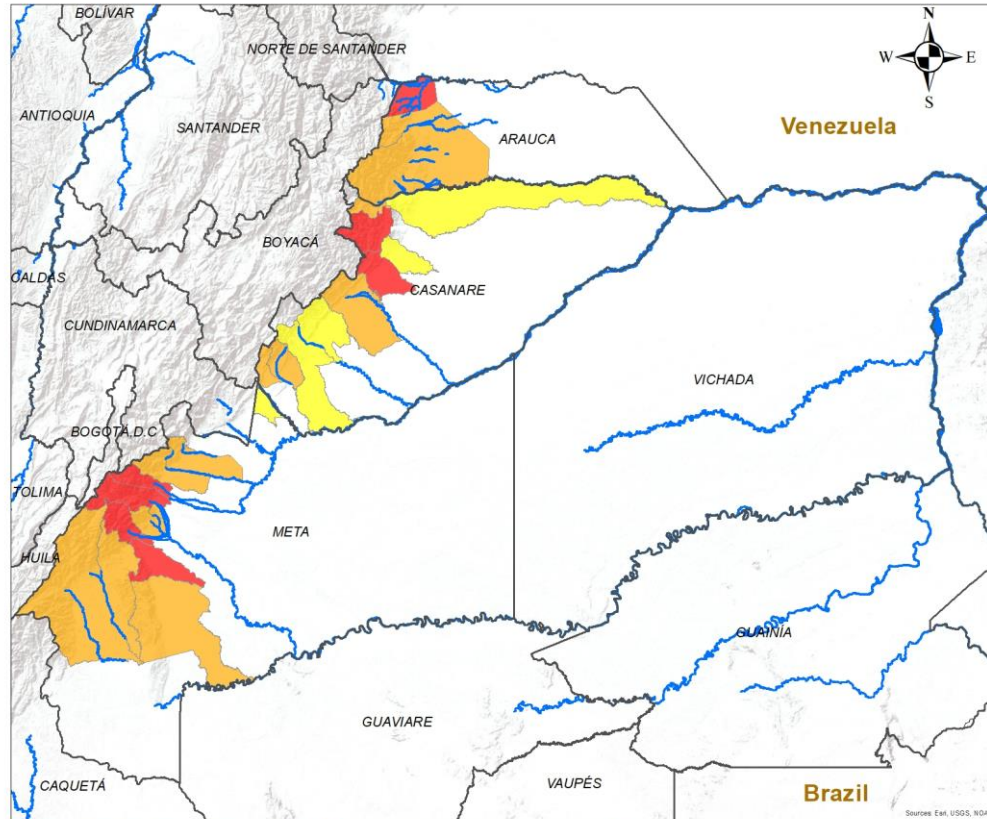 BOLÍVAR
N
NORTE DE SANTANDER
W
E
S
ANTIOQUIA
SANTANDER
ARAUCA
Venezuela
BOYACÁ
CALDAS
CASANARE
CUNDINAMARCA
VICHADA
BOGOTÁ D.C
TOLIMA
META
HUILA
GUAINÍA
GUAVIARE
CAQUETÁ
VAUPÉS
Brazil
Sources: Esri, USGS, NOA